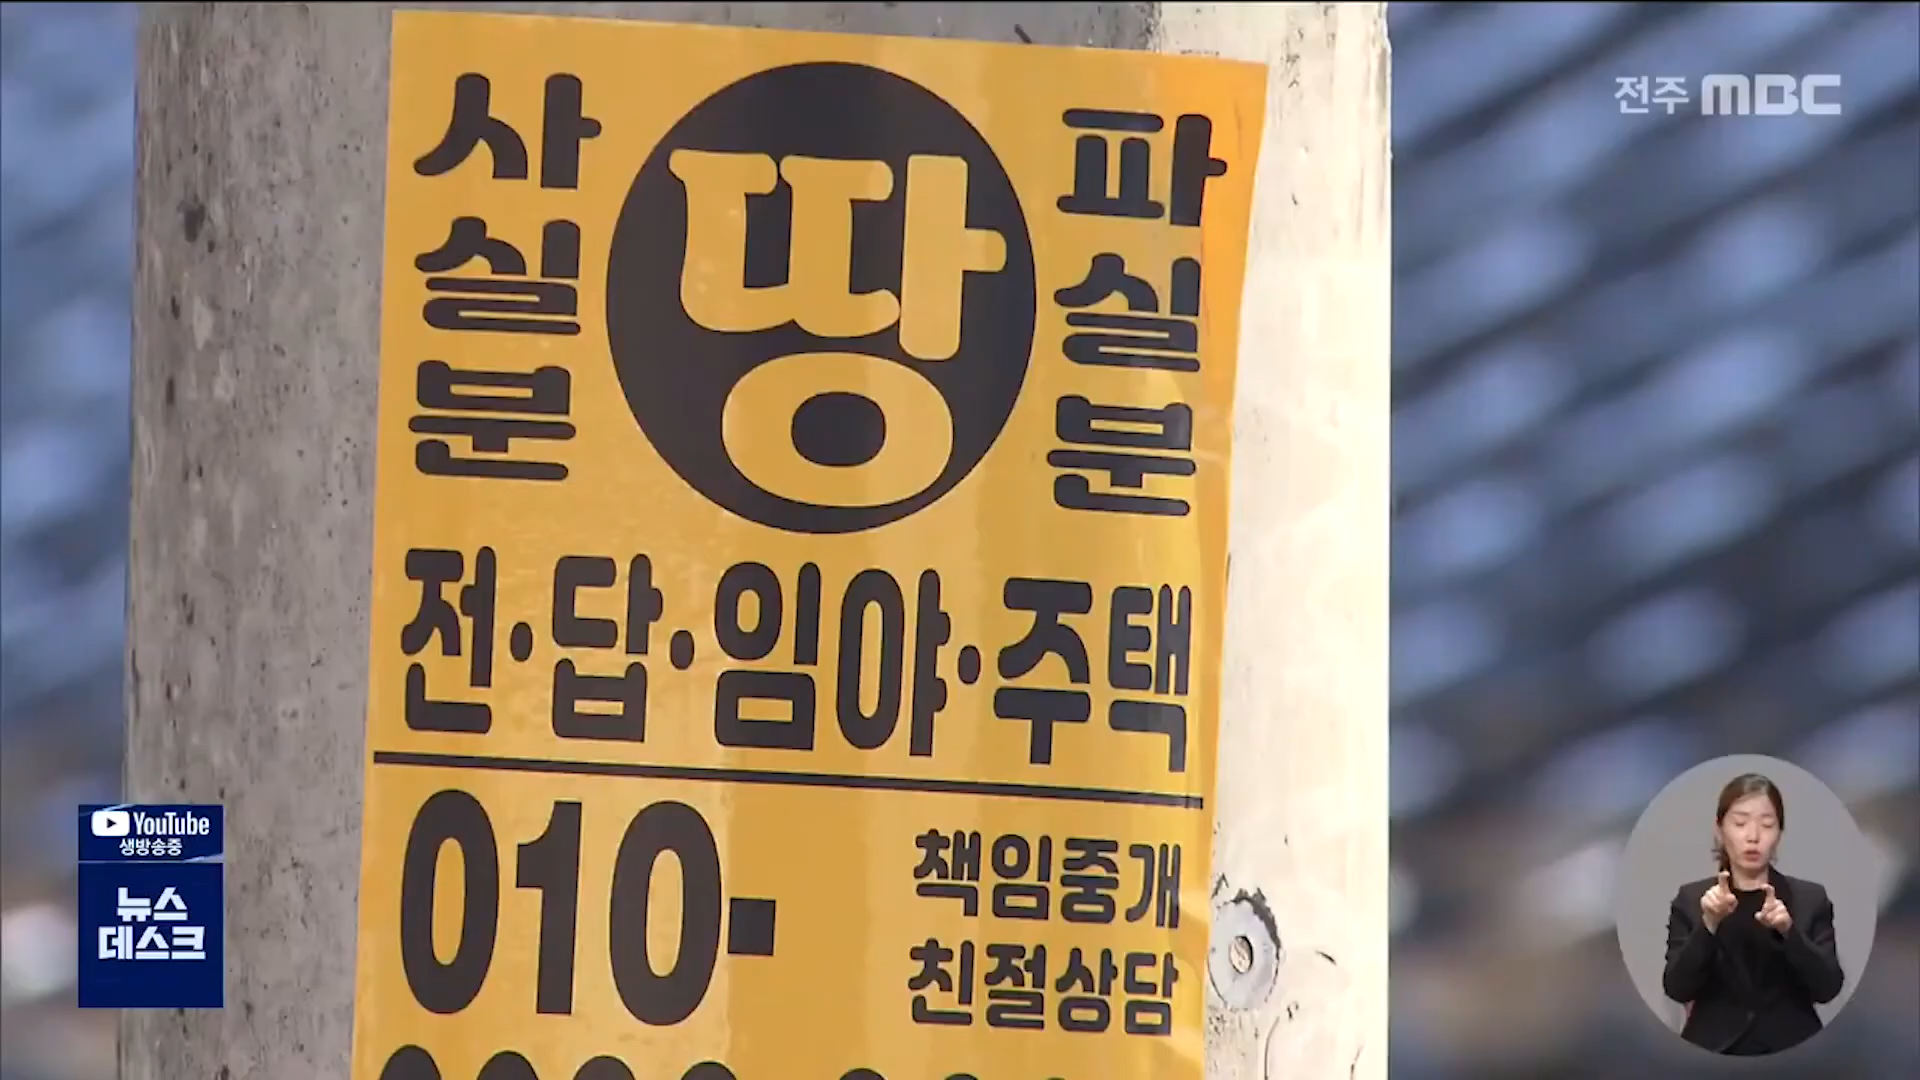 전주 MBC
사실분
땅
파실분
전·답·임야·주택
010-
책임중개
친절상담
YouTube
생방송중
뉴스
데스크